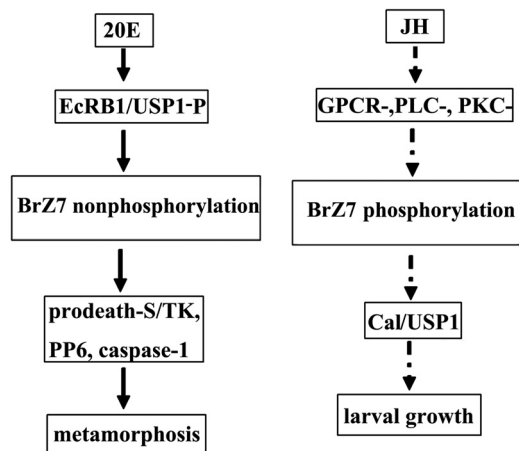 20E
EcRB1/USP1-P
BrZ7 nonphosphorylation
prodeath-S/TK,
PP6, caspase-1
metamorphosis
JH
GPCR-,PLC-, PKC-
BrZ7 phosphorylation
Cal/USP1
larval growth